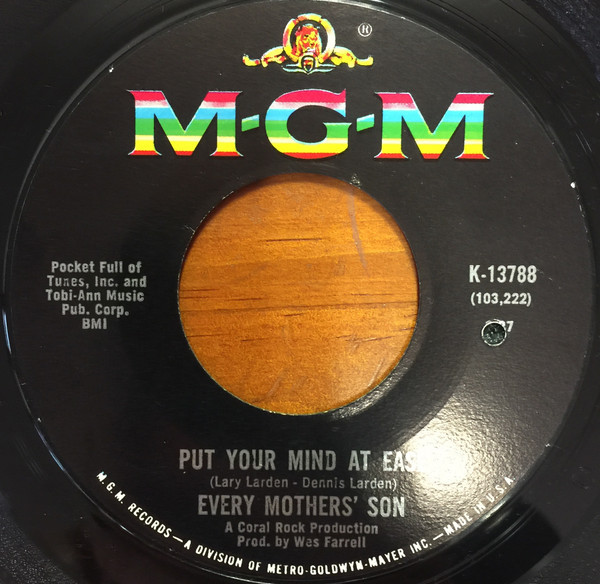 ®
M-G-M
Pocket Full of
Tunes, Inc. and
Tobi-Ann Music
Pub. Corp.
BMI
K-13788
(103,222)
PUT YOUR MIND AT EASE
(Lary Larden - Dennis Larden)
EVERY MOTHERS' SON
A Coral Rock Production
Prod. by Wes Farrell
M.G.M. RECORDS—A DIVISION OF METRO-GOLDWYN-MAYER INC.—MADE IN U.S.A.